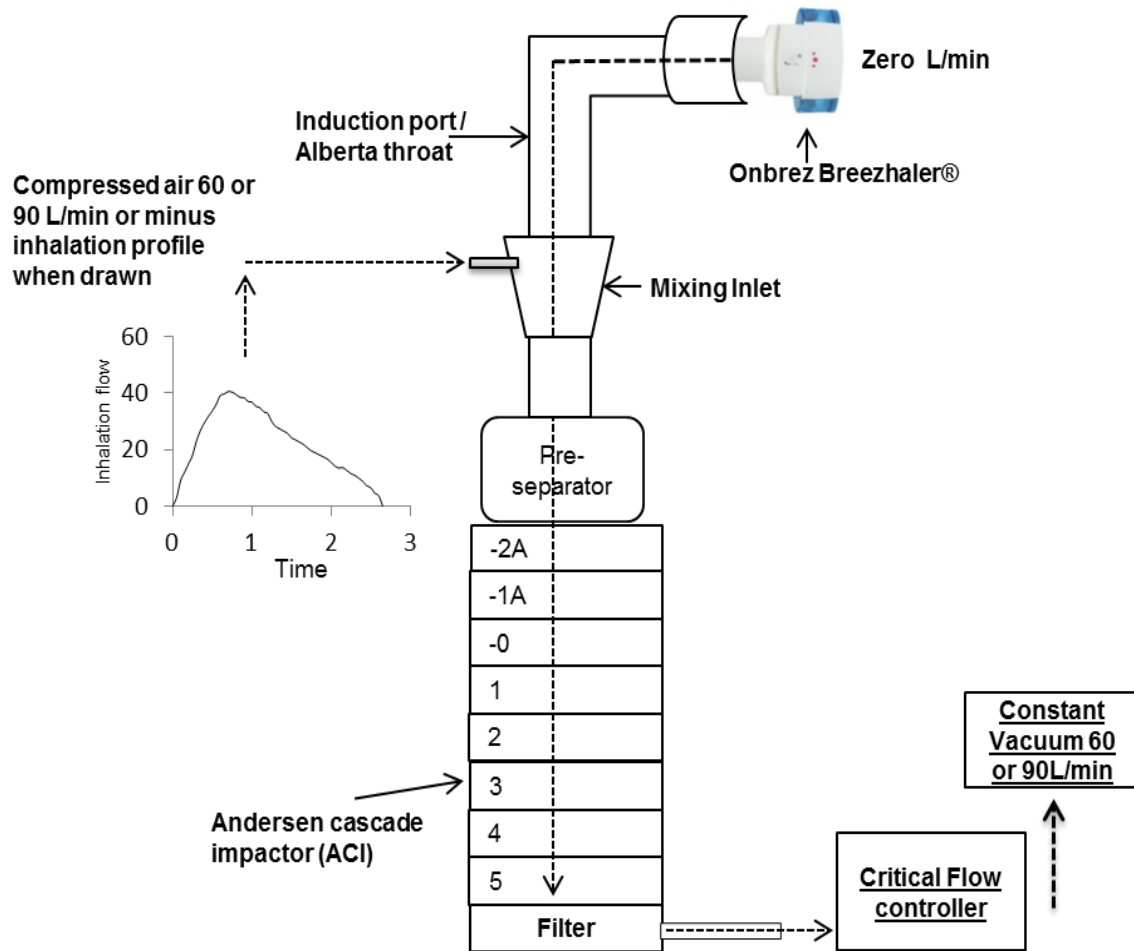 Zero L/min
Onbrez Breezhaler®
Induction port /
Alberta throat
Compressed air 60 or
90 L/min or minus
inhalation profile
when drawn
Mixing Inlet
Inhalation flow
60
40
20
0
0 1 2 3
Time
Pre-
separator
-2A
-1A
-0
1
2
3
4
5
Filter
Andersen cascade
impactor (ACI)
Critical Flow
controller
Constant
Vacuum 60
or 90L/min